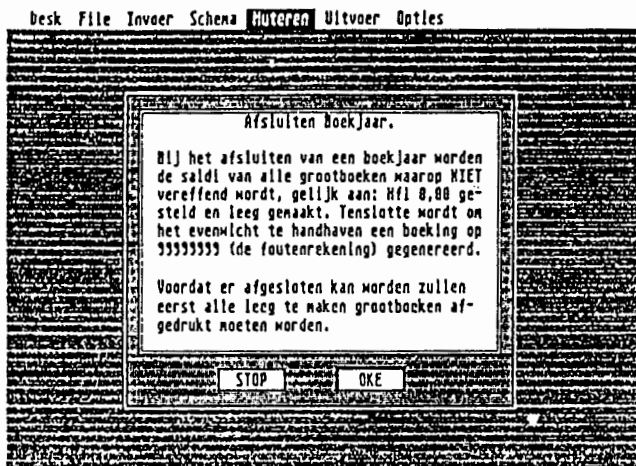 Desk File Invoer Schema Muteren Uitvoer Opties
Afsluiten Boekjaar.
Bij het afsluiten van een boekjaar worden
de saldi van alle grootboeken waarop NIET
vereffend wordt, gelijk aan: Hfl 0,00 ge-
steld en leeg gemaakt. Tenslotte wordt om
het evenwicht te handhaven een boeking op
99999999 (de foutenrekening) gegenereerd.
Voordat er afgesloten kan worden zullen
eerst alle leeg te maken grootboeken af-
gedrukt moeten worden.
STOP OKE